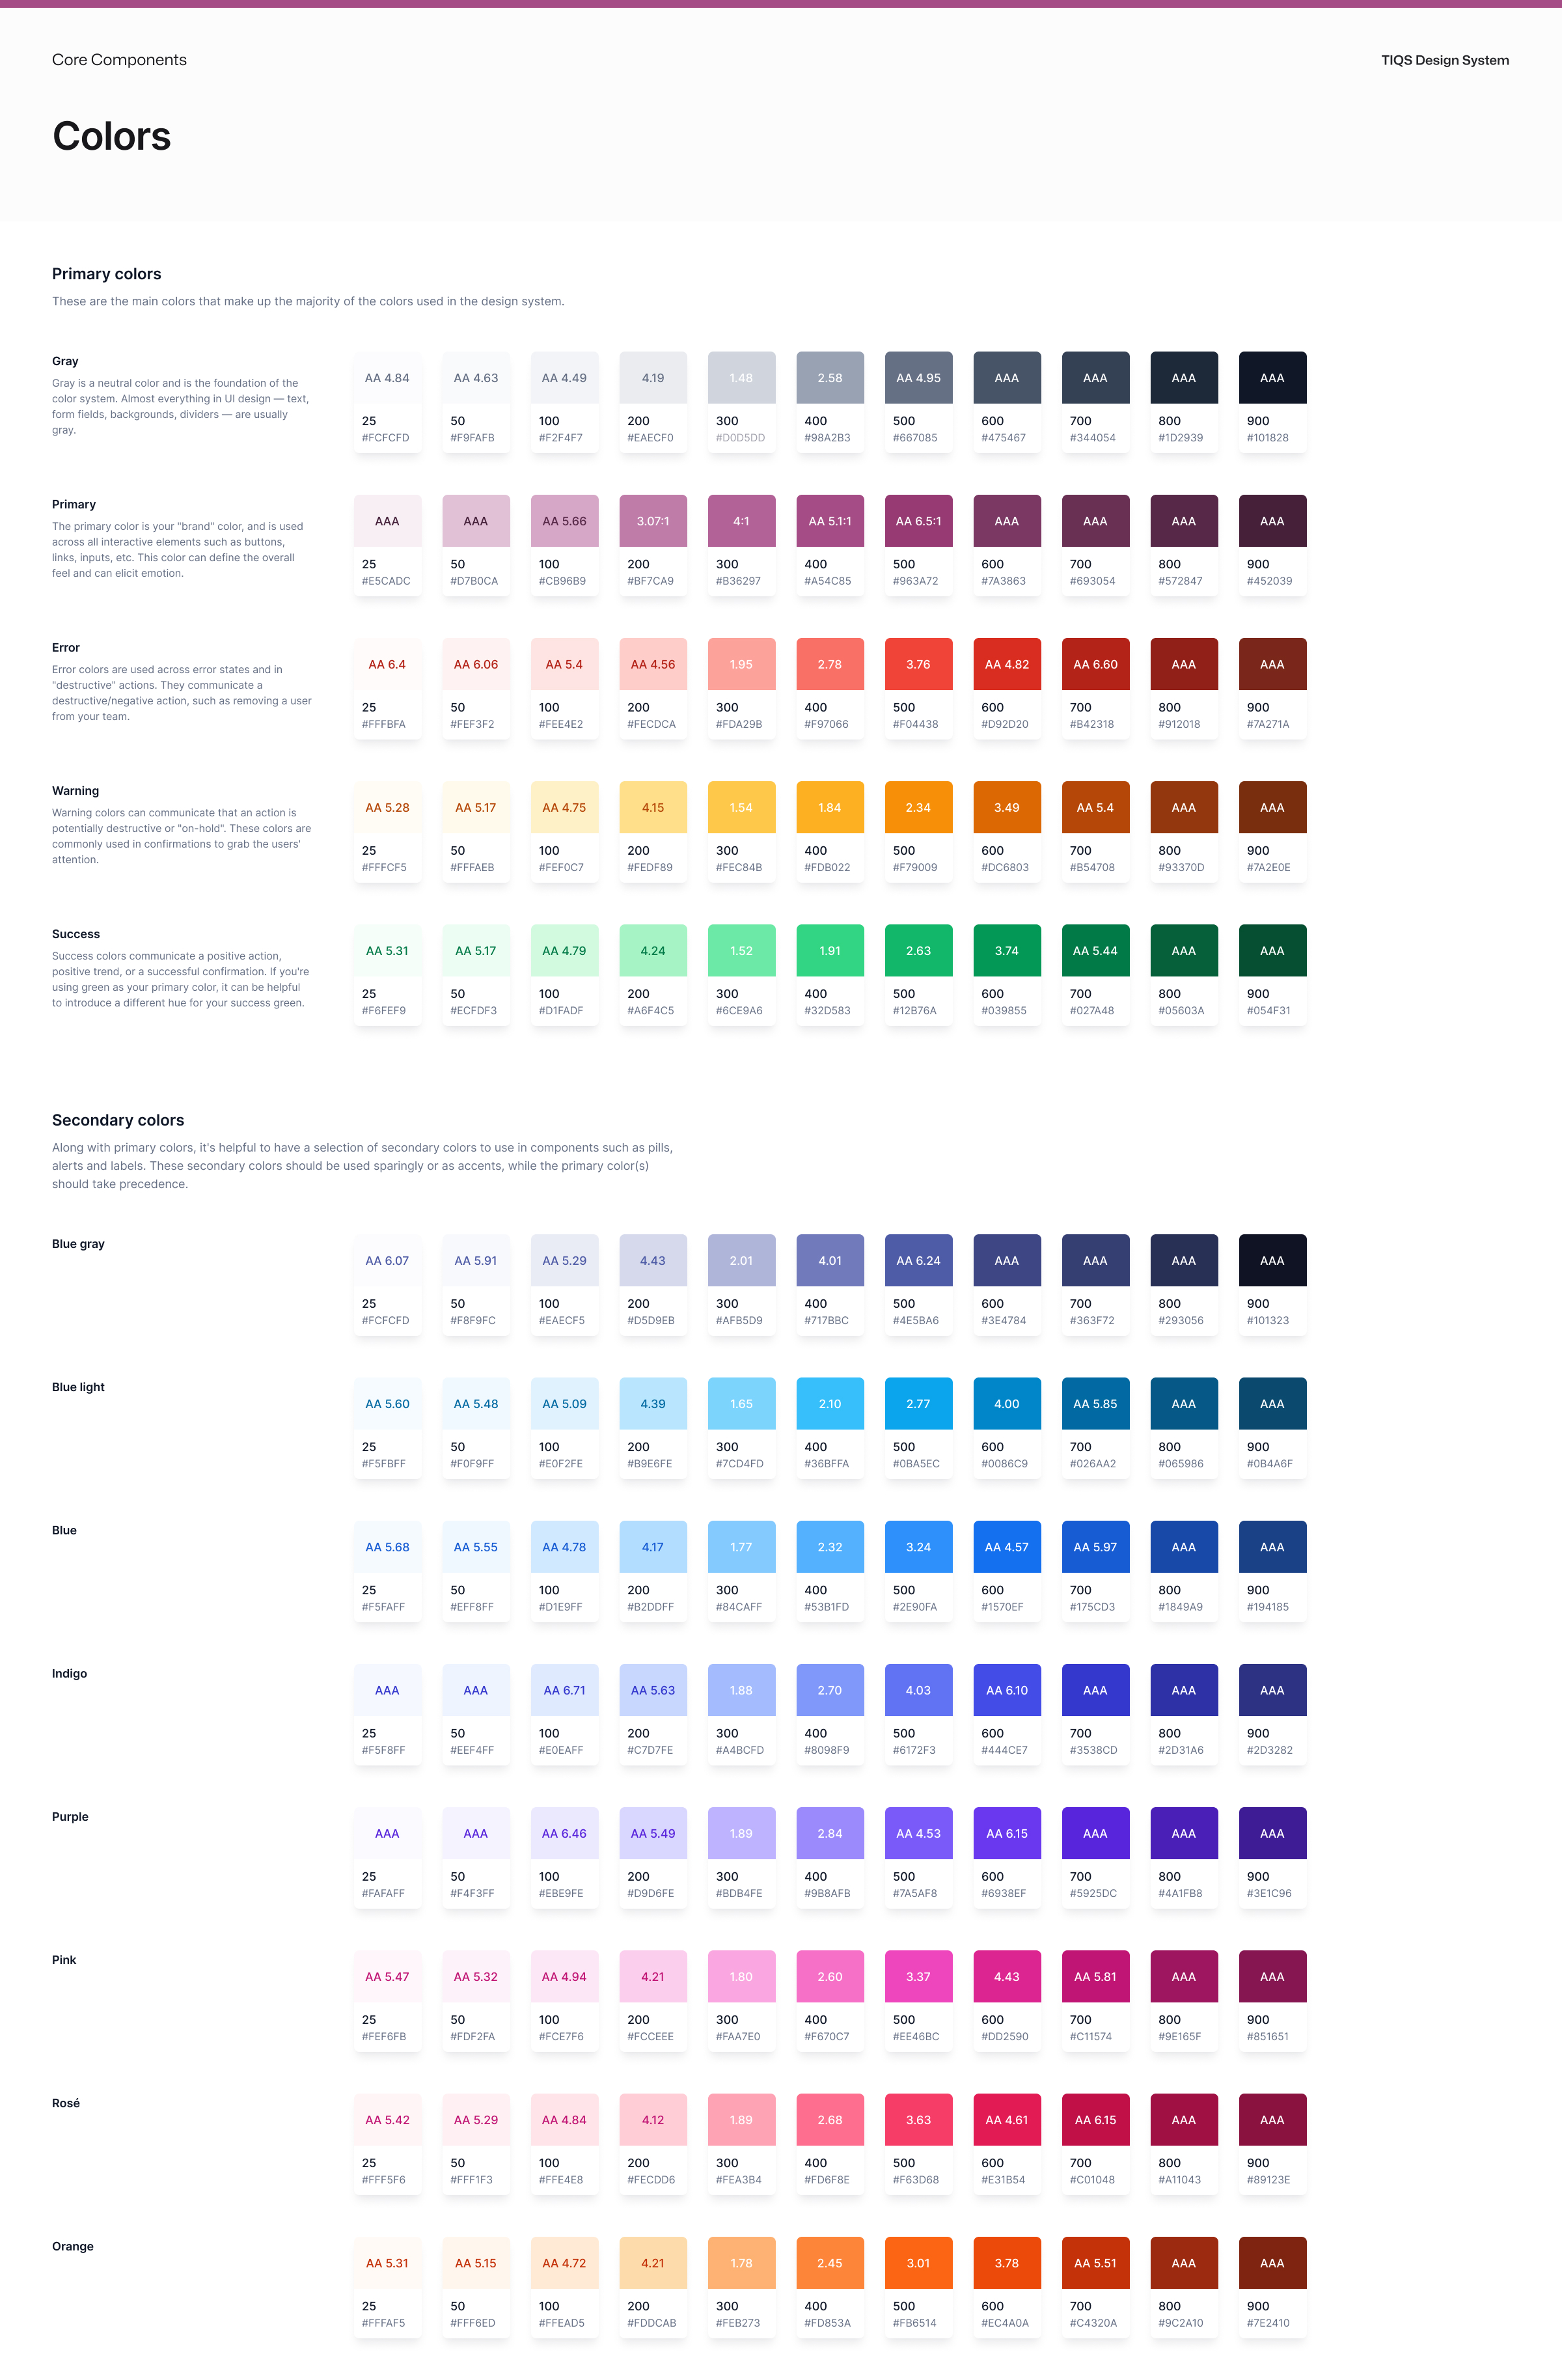 Core Components
TIQS Design System
Colors
Primary colors
These are the main colors that make up the majority of the colors used in the design system.
Gray
Gray is a neutral color and is the foundation of the
color system. Almost everything in UI design — text,
form fields, backgrounds, dividers — are usually
gray.
AA 4.84 AA 4.63 AA 4.49 4.19 1.48 2.58 AA 4.95 AAA AAA AAA AAA
25 50 100 200 300 400 500 600 700 800 900
#FCFCFD #F9FAFB #F2F4F7 #EAECF0 #D0D5DD #98A2B3 #667085 #475467 #344054 #1D2939 #101828
Primary
The primary color is your "brand" color, and is used
across all interactive elements such as buttons,
links, inputs, etc. This color can define the overall
feel and can elicit emotion.
AAA AAA AA 5.66 3.07:1 4:1 AA 5.1:1 AA 6.5:1 AAA AAA AAA AAA
25 50 100 200 300 400 500 600 700 800 900
#E5CADC #D7B0CA #CB96B9 #BF7CA9 #B36297 #A54C85 #963A72 #7A3863 #693054 #572847 #452039
Error
Error colors are used across error states and in
"destructive" actions. They communicate a
destructive/negative action, such as removing a user
from your team.
AA 6.4 AA 6.06 AA 5.4 AA 4.56 1.95 2.78 3.76 AA 4.82 AA 6.60 AAA AAA
25 50 100 200 300 400 500 600 700 800 900
#FFFBFA #FEF3F2 #FEE4E2 #FECDCA #FDA29B #F97066 #F04438 #D92D20 #B42318 #912018 #7A271A
Warning
Warning colors can communicate that an action is
potentially destructive or "on-hold". These colors are
commonly used in confirmations to grab the users'
attention.
AA 5.28 AA 5.17 AA 4.75 4.15 1.54 1.84 2.34 3.49 AA 5.4 AAA AAA
25 50 100 200 300 400 500 600 700 800 900
#FFFCF5 #FFFAEB #FEF0C7 #FEDF89 #FEC84B #FDB022 #F79009 #DC6803 #B54708 #93370D #7A2E0E
Success
Success colors communicate a positive action,
positive trend, or a successful confirmation. If you're
using green as your primary color, it can be helpful
to introduce a different hue for your success green.
AA 5.31 AA 5.17 AA 4.79 4.24 1.52 1.91 2.63 3.74 AA 5.44 AAA AAA
25 50 100 200 300 400 500 600 700 800 900
#F6FEF9 #ECFDF3 #D1FADF #A6F4C5 #6CE9A6 #32D583 #12B76A #039855 #027A48 #05603A #054F31
Secondary colors
Along with primary colors, it's helpful to have a selection of secondary colors to use in components such as pills,
alerts and labels. These secondary colors should be used sparingly or as accents, while the primary color(s)
should take precedence.
Blue gray
AA 6.07 AA 5.91 AA 5.29 4.43 2.01 4.01 AA 6.24 AAA AAA AAA AAA
25 50 100 200 300 400 500 600 700 800 900
#FCFCFD #F8F9FC #EAECF5 #D5D9EB #AFB5D9 #717BBC #4E5BA6 #3E4784 #363F72 #293056 #101323
Blue light
AA 5.60 AA 5.48 AA 5.09 4.39 1.65 2.10 2.77 4.00 AA 5.85 AAA AAA
25 50 100 200 300 400 500 600 700 800 900
#F5FBFF #F0F9FF #E0F2FE #B9E6FE #7CD4FD #36BFFA #0BA5EC #0086C9 #026AA2 #065986 #0B4A6F
Blue
AA 5.68 AA 5.55 AA 4.78 4.17 1.77 2.32 3.24 AA 4.57 AA 5.97 AAA AAA
25 50 100 200 300 400 500 600 700 800 900
#F5FAFF #EFF8FF #D1E9FF #B2DDFF #84CAFF #53B1FD #2E90FA #1570EF #175CD3 #1849A9 #194185
Indigo
AAA AAA AA 6.71 AA 5.63 1.88 2.70 4.03 AA 6.10 AAA AAA AAA
25 50 100 200 300 400 500 600 700 800 900
#F5F8FF #EEF4FF #E0EAFF #C7D7FE #A4BCFD #8098F9 #6172F3 #444CE7 #3538CD #2D31A6 #2D3282
Purple
AAA AAA AA 6.46 AA 5.49 1.89 2.84 AA 4.53 AA 6.15 AAA AAA AAA
25 50 100 200 300 400 500 600 700 800 900
#FAFAFF #F4F3FF #EBE9FE #D9D6FE #BDB4FE #9B8AFB #7A5AF8 #6938EF #5925DC #4A1FB8 #3E1C96
Pink
AA 5.47 AA 5.32 AA 4.94 4.21 1.80 2.60 3.37 4.43 AA 5.81 AAA AAA
25 50 100 200 300 400 500 600 700 800 900
#FEF6FB #FDF2FA #FCE7F6 #FCCEEE #FAA7E0 #F670C7 #EE46BC #DD2590 #C11574 #9E165F #851651
Rosé
AA 5.42 AA 5.29 AA 4.84 4.12 1.89 2.68 3.63 AA 4.61 AA 6.15 AAA AAA
25 50 100 200 300 400 500 600 700 800 900
#FFF5F6 #FFF1F3 #FFE4E8 #FECDD6 #FEA3B4 #FD6F8E #F63D68 #E31B54 #C01048 #A11043 #89123E
Orange
AA 5.31 AA 5.15 AA 4.72 4.21 1.78 2.45 3.01 3.78 AA 5.51 AAA AAA
25 50 100 200 300 400 500 600 700 800 900
#FFFAF5 #FFF6ED #FFEAD5 #FDDCAB #FEB273 #FD853A #FB6514 #EC4A0A #C4320A #9C2A10 #7E2410